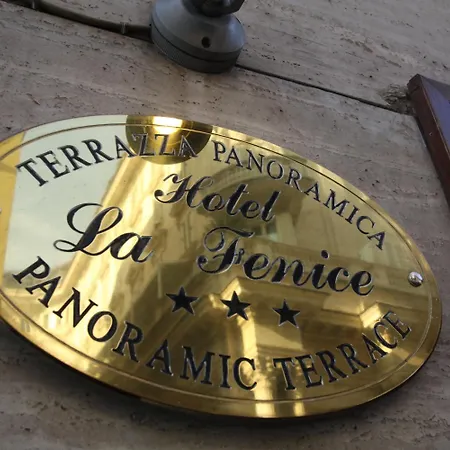 TERRAZZA PANORAMICA
Hotel
La Fenice
PANORAMIC TERRACE